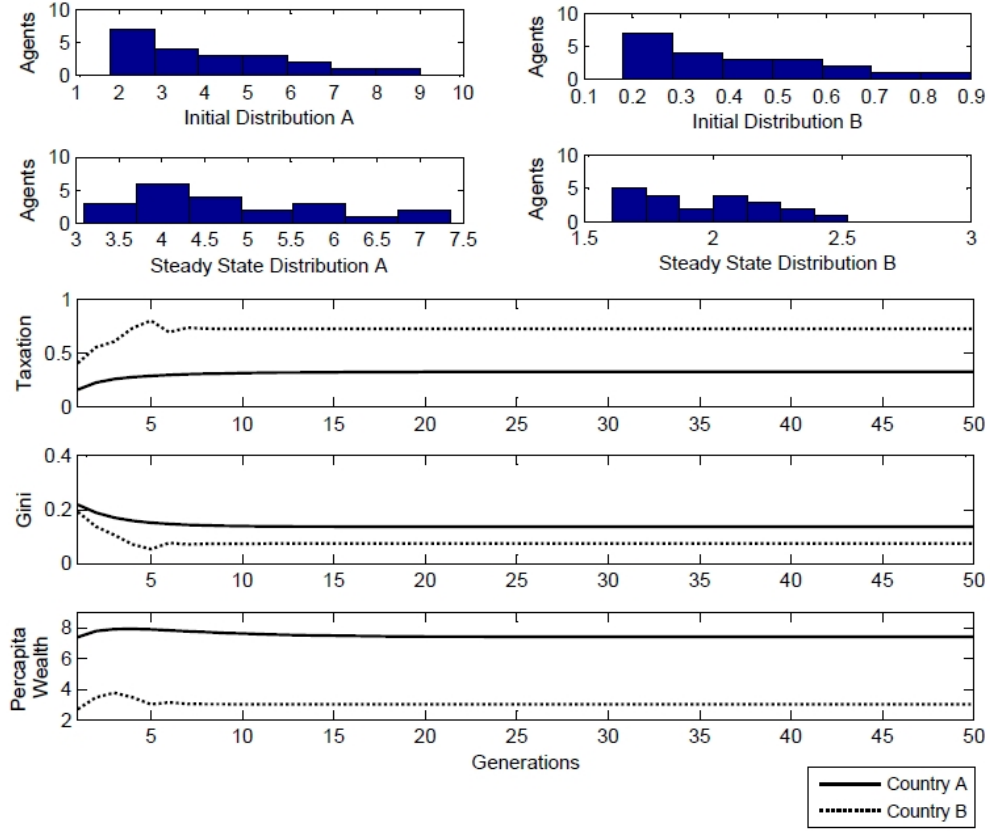 10
5
0
Agents
1 2 3 4 5 6 7 8 9 10
Initial Distribution A
10
5
0
Agents
0.1 0.2 0.3 0.4 0.5 0.6 0.7 0.8 0.9
Initial Distribution B
10
5
0
Agents
3 3.5 4 4.5 5 5.5 6 6.5 7 7.5
Steady State Distribution A
10
5
0
Agents
1.5 2 2.5 3
Steady State Distribution B
1
0.5
0
Taxation
5 10 15 20 25 30 35 40 45 50
0.4
0.2
0
Gini
5 10 15 20 25 30 35 40 45 50
8
6
4
2
Percapita
Wealth
5 10 15 20 25 30 35 40 45 50
Generations
Country A
Country B